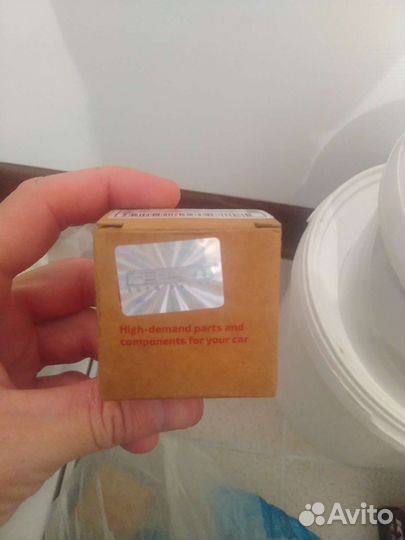 High-demand parts and
components for your car
Avito